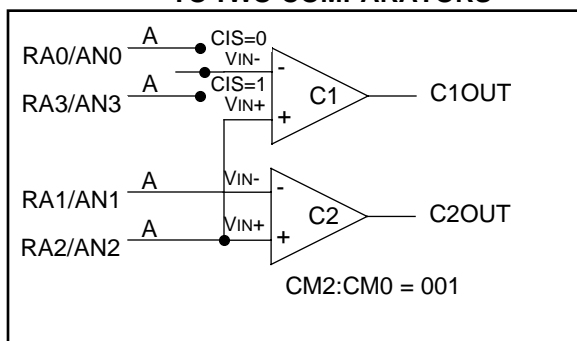 TO TWO COMPARATORS
RA0/AN0 A CIS=0
VIN-
-
RA3/AN3 A CIS=1
VIN+
+
C1 C1OUT
RA1/AN1 A VIN-
-
C2 C2OUT
RA2/AN2 A VIN+
+
CM2:CM0 = 001